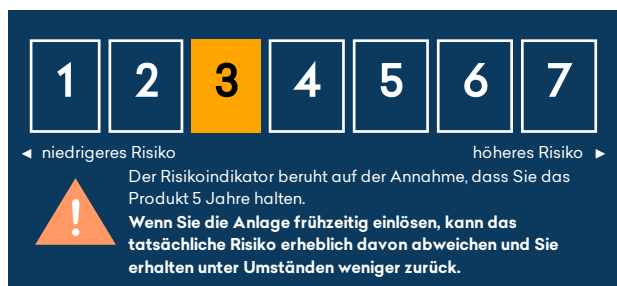 1 2 3 4 5 6 7
◄ niedrigeres Risiko höheres Risiko ►
Der Risikoindikator beruht auf der Annahme, dass Sie das
Produkt 5 Jahre halten.
Wenn Sie die Anlage frühzeitig einlösen, kann das
tatsächliche Risiko erheblich davon abweichen und Sie
erhalten unter Umständen weniger zurück.